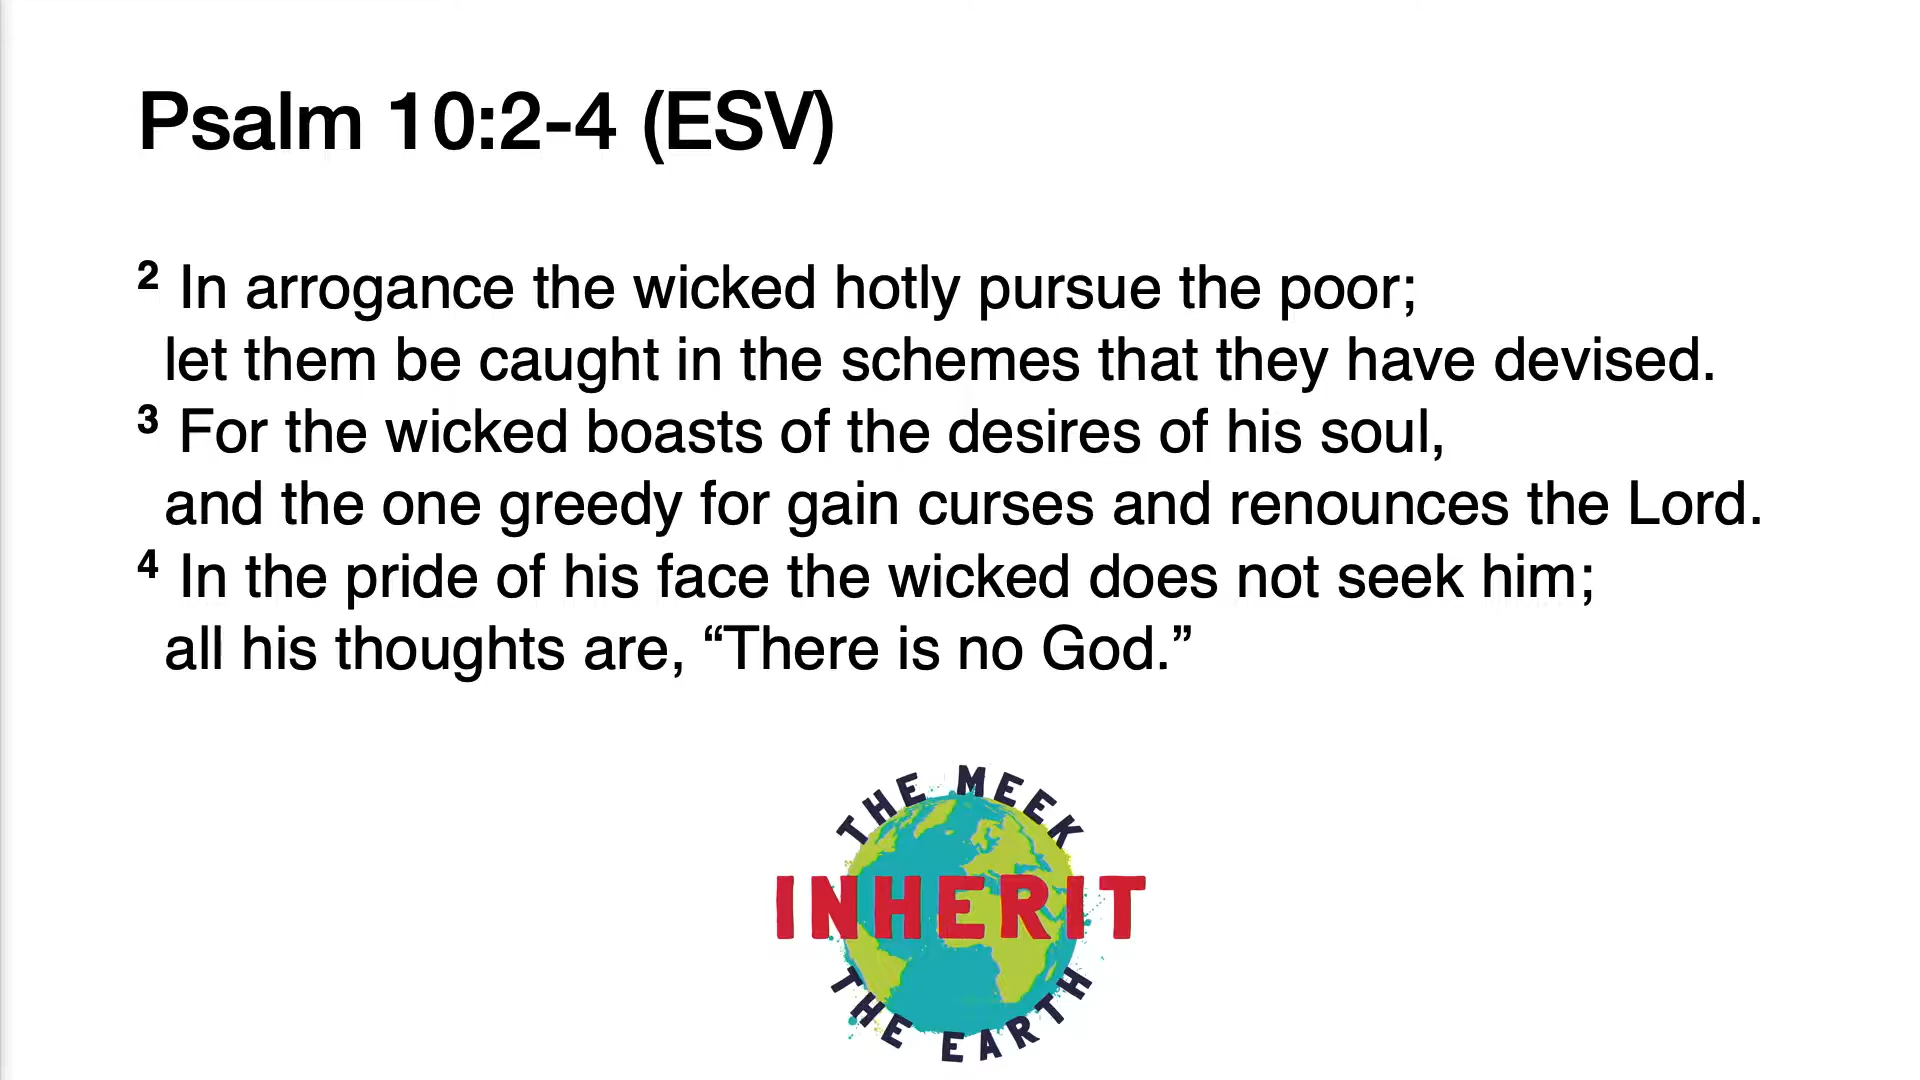 Psalm 10:2-4 (ESV)
2 In arrogance the wicked hotly pursue the poor;
let them be caught in the schemes that they have devised.
3 For the wicked boasts of the desires of his soul,
and the one greedy for gain curses and renounces the Lord.
4 In the pride of his face the wicked does not seek him;
all his thoughts are, “There is no God.”
THE MEEK
INHERIT
THE EARTH